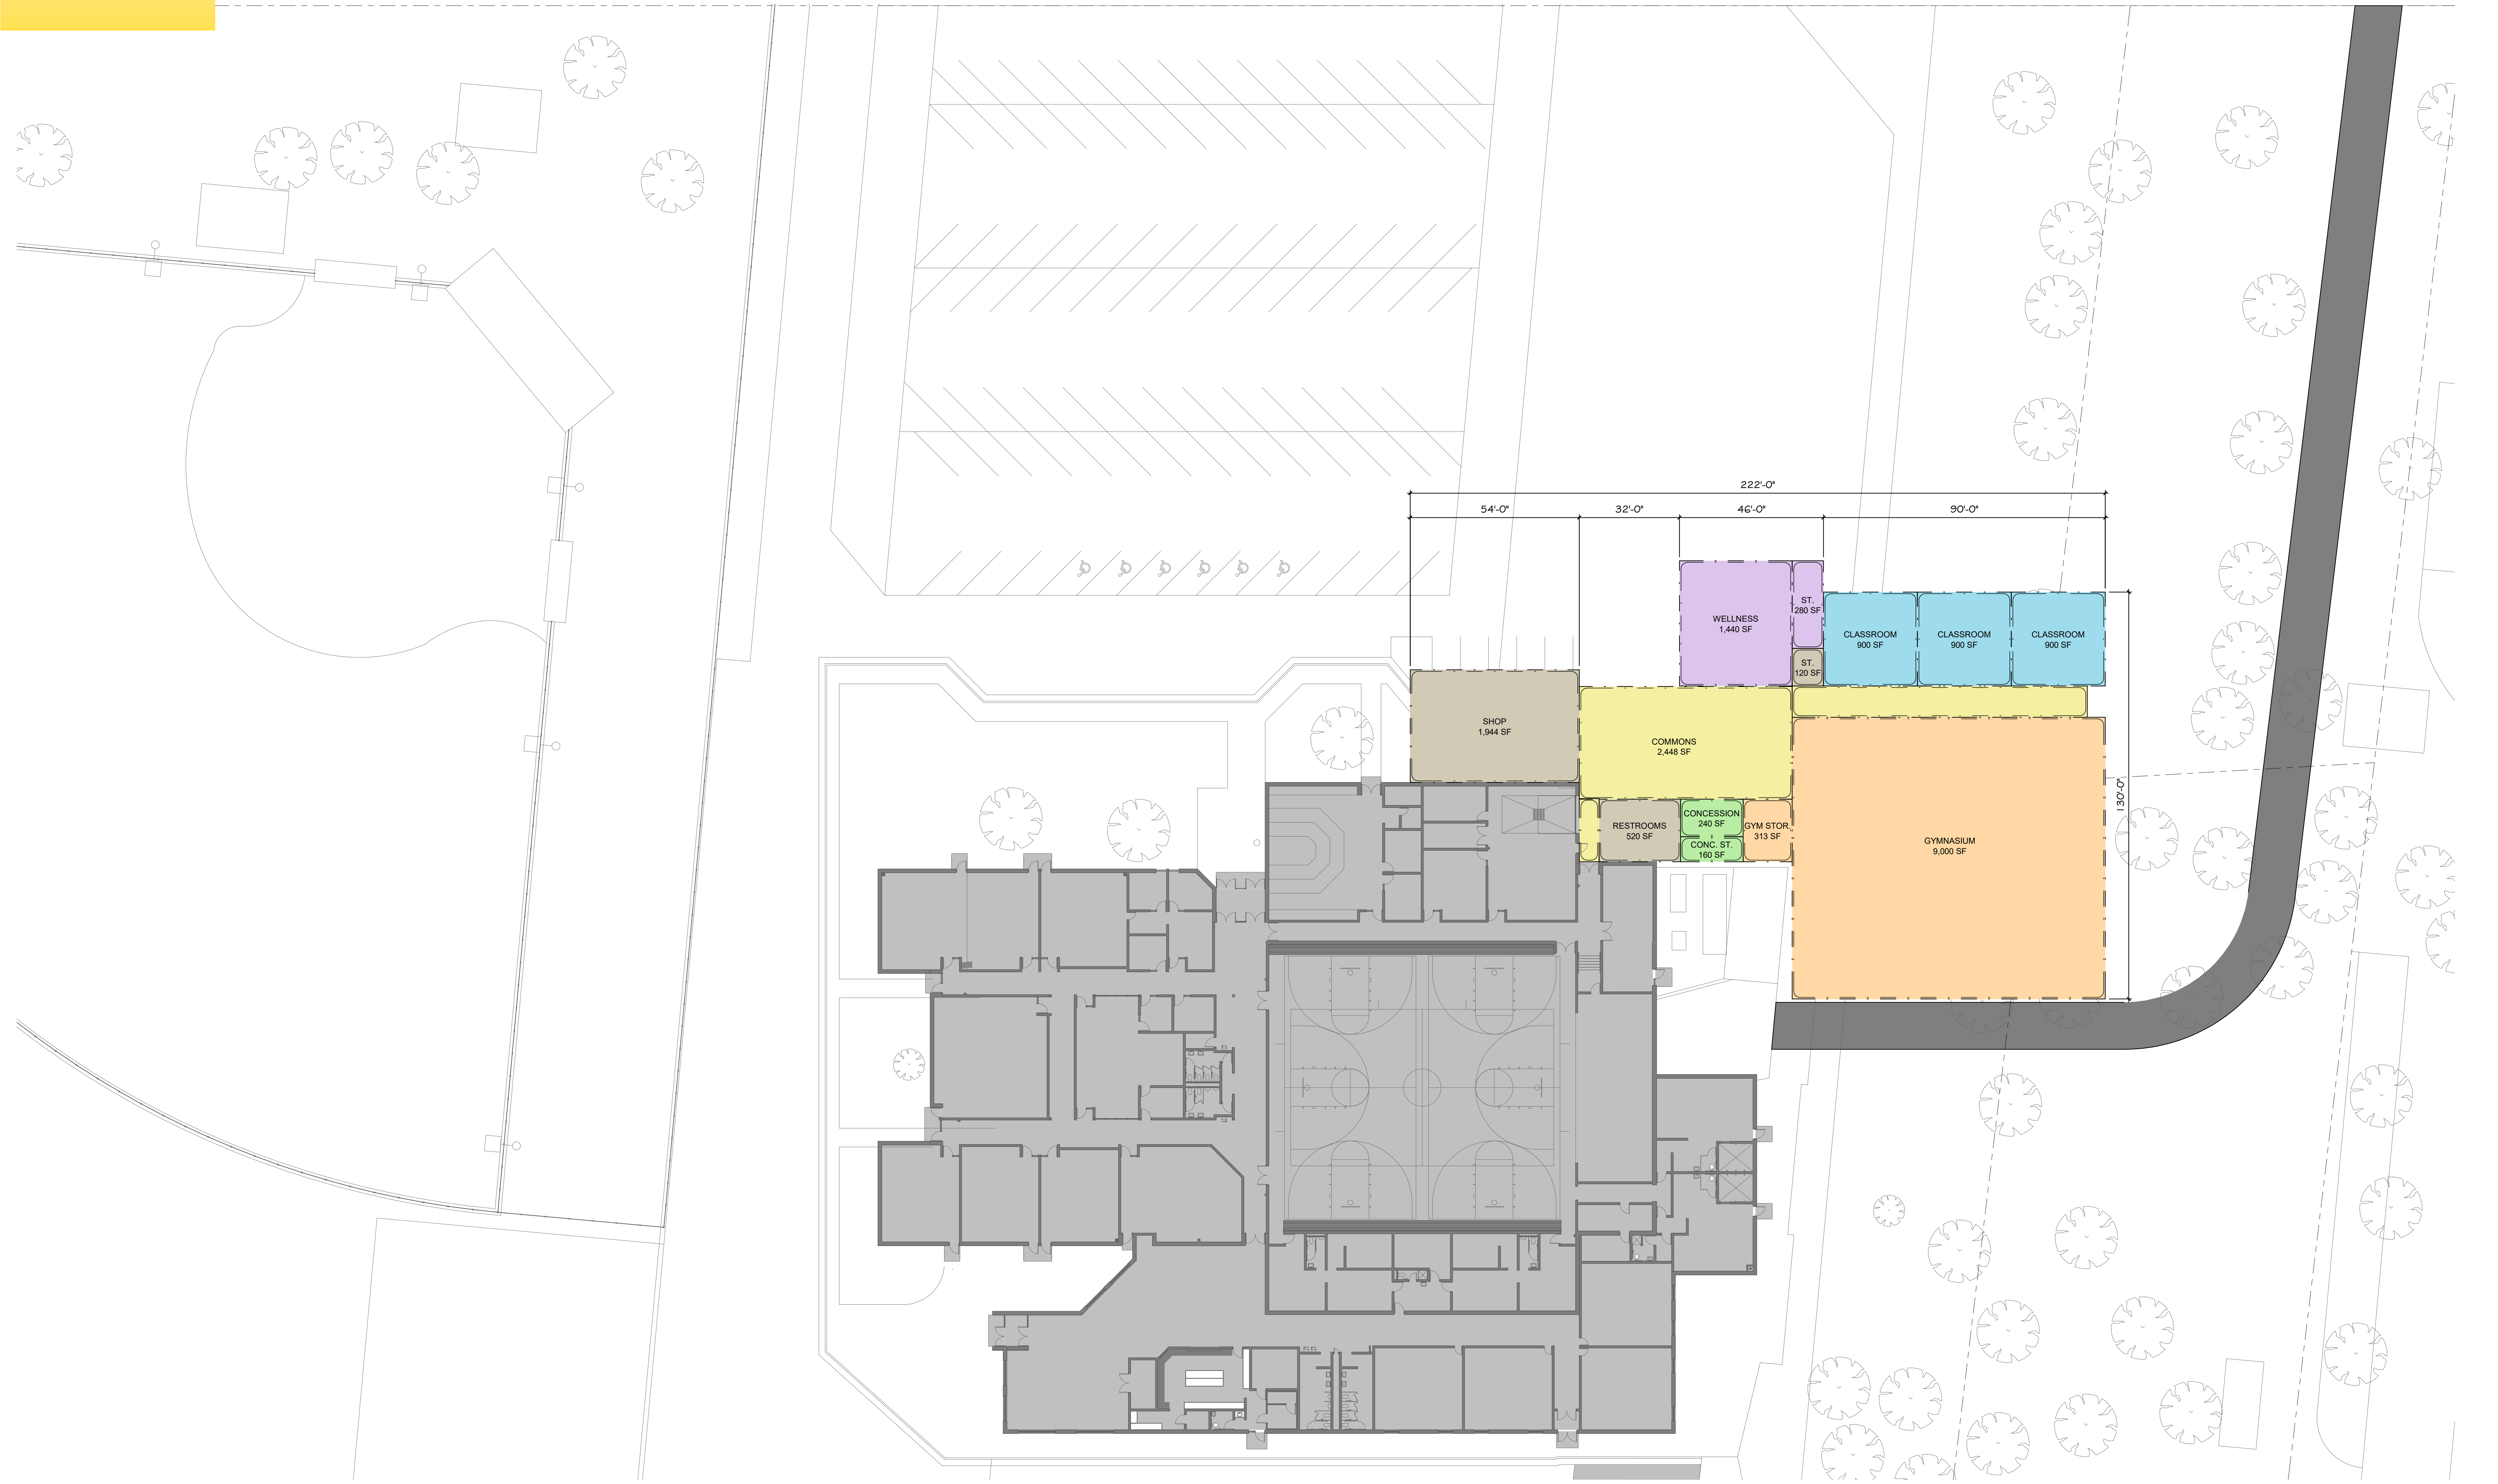 222'-0"
54'-0"
32'-0"
46'-0"
90'-0"
ST.
280 SF
WELLNESS
1,440 SF
CLASSROOM
900 SF
CLASSROOM
900 SF
CLASSROOM
900 SF
ST.
120 SF
SHOP
1,944 SF
COMMONS
2,448 SF
130'-0"
CONCESSION
240 SF
RESTROOMS
520 SF
GYM STOR.
313 SF
CONC. ST.
160 SF
GYMNASIUM
9,000 SF